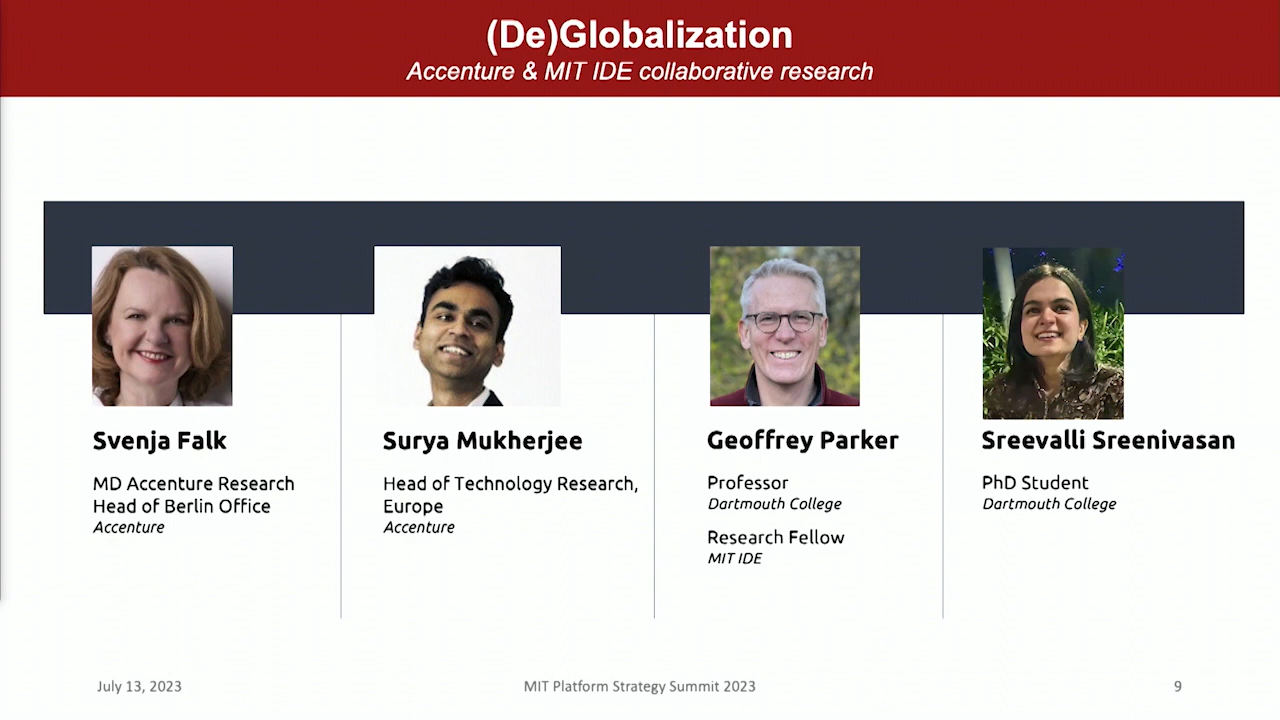 (De)Globalization
Accenture & MIT IDE collaborative research
Svenja Falk
MD Accenture Research
Head of Berlin Office
Accenture
Surya Mukherjee
Head of Technology Research,
Europe
Accenture
Geoffrey Parker
Professor
Dartmouth College
Research Fellow
MIT IDE
Sreevalli Sreenivasan
PhD Student
Dartmouth College
July 13, 2023
MIT Platform Strategy Summit 2023
9